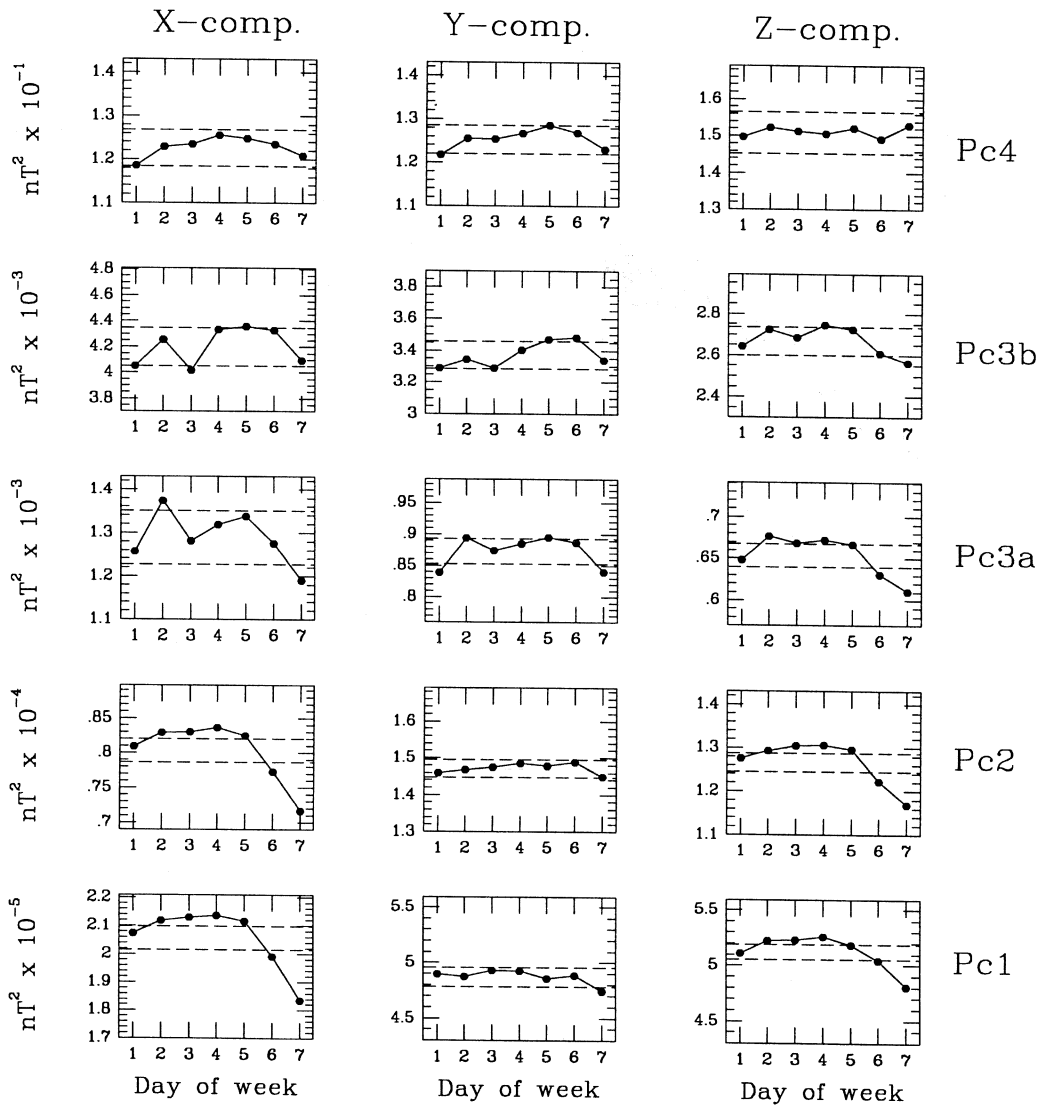 X-comp. Y-comp. Z-comp.
nT² x 10⁻¹
1.4
1.3
1.2
1.1
1 2 3 4 5 6 7
1.4
1.3
1.2
1.1
1 2 3 4 5 6 7
1.6
1.5
1.4
1.3
1 2 3 4 5 6 7
Pc4
nT² x 10⁻³
4.8
4.6
4.4
4.2
4
3.8
1 2 3 4 5 6 7
3.8
3.6
3.4
3.2
3
1 2 3 4 5 6 7
2.8
2.6
2.4
1 2 3 4 5 6 7
Pc3b
nT² x 10⁻³
1.4
1.3
1.2
1.1
1 2 3 4 5 6 7
.95
.9
.85
.8
1 2 3 4 5 6 7
.7
.65
.6
1 2 3 4 5 6 7
Pc3a
nT² x 10⁻⁴
.85
.8
.75
.7
1 2 3 4 5 6 7
1.6
1.5
1.4
1.3
1 2 3 4 5 6 7
1.4
1.3
1.2
1.1
1 2 3 4 5 6 7
Pc2
nT² x 10⁻⁵
2.2
2.1
2
1.9
1.8
1.7
1 2 3 4 5 6 7
Day of week
5.5
5
4.5
1 2 3 4 5 6 7
Day of week
5.5
5
4.5
1 2 3 4 5 6 7
Day of week
Pc1